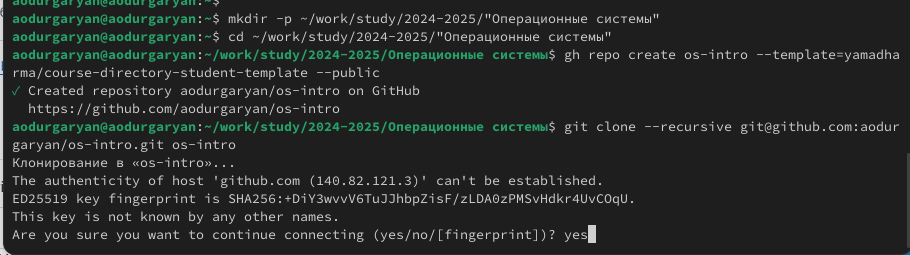 aodurgaryan@aodurgaryan:~$ mkdir -p ~/work/study/2024-2025/"Операционные системы"
aodurgaryan@aodurgaryan:~$ cd ~/work/study/2024-2025/"Операционные системы"
aodurgaryan@aodurgaryan:~/work/study/2024-2025/Операционные системы$ gh repo create os-intro --template=yamadha
rma/course-directory-student-template --public
✓ Created repository aodurgaryan/os-intro on GitHub
https://github.com/aodurgaryan/os-intro
aodurgaryan@aodurgaryan:~/work/study/2024-2025/Операционные системы$ git clone --recursive git@github.com:aodur
garyan/os-intro.git os-intro
Клонирование в «os-intro»...
The authenticity of host 'github.com (140.82.121.3)' can't be established.
ED25519 key fingerprint is SHA256:+DiY3wvvV6TuJJhbpZisF/zLDA0zPMSvHdkr4UvCOqU.
This key is not known by any other names.
Are you sure you want to continue connecting (yes/no/[fingerprint])? yes